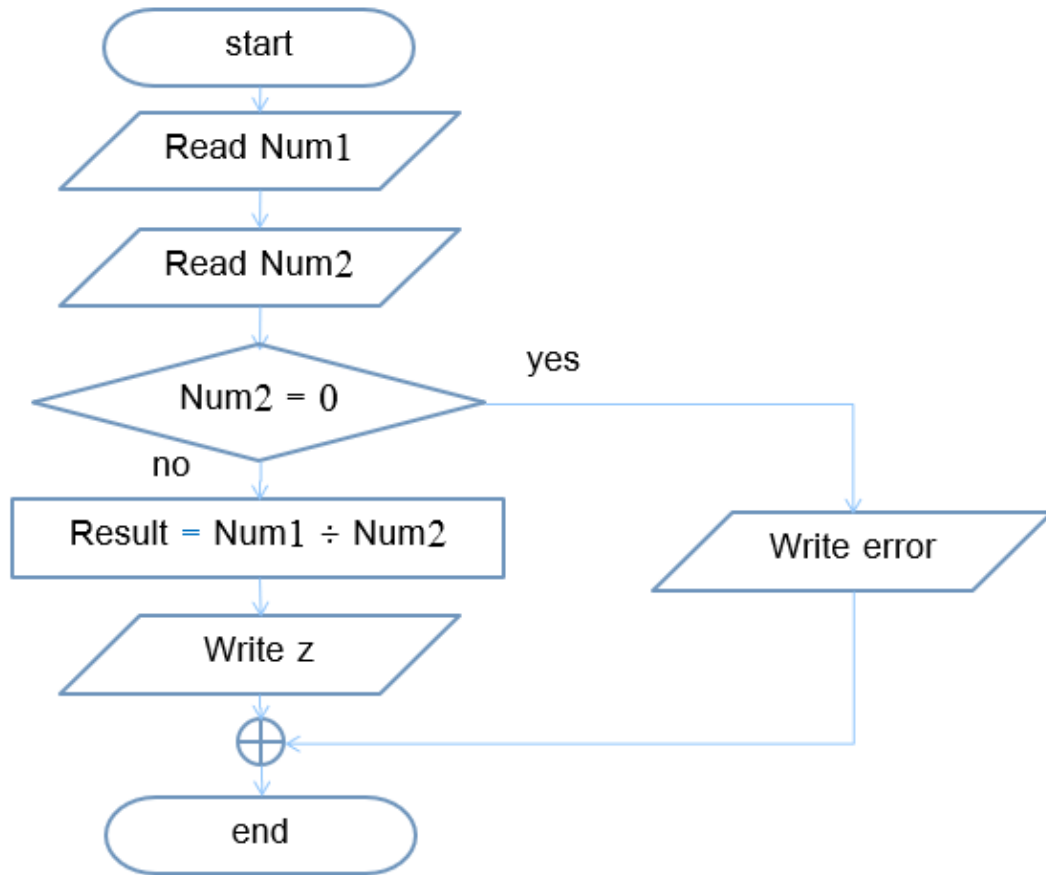 start
Read Num1
Read Num2
Num2 = 0
yes
no
Result = Num1 ÷ Num2
Write error
Write z
end